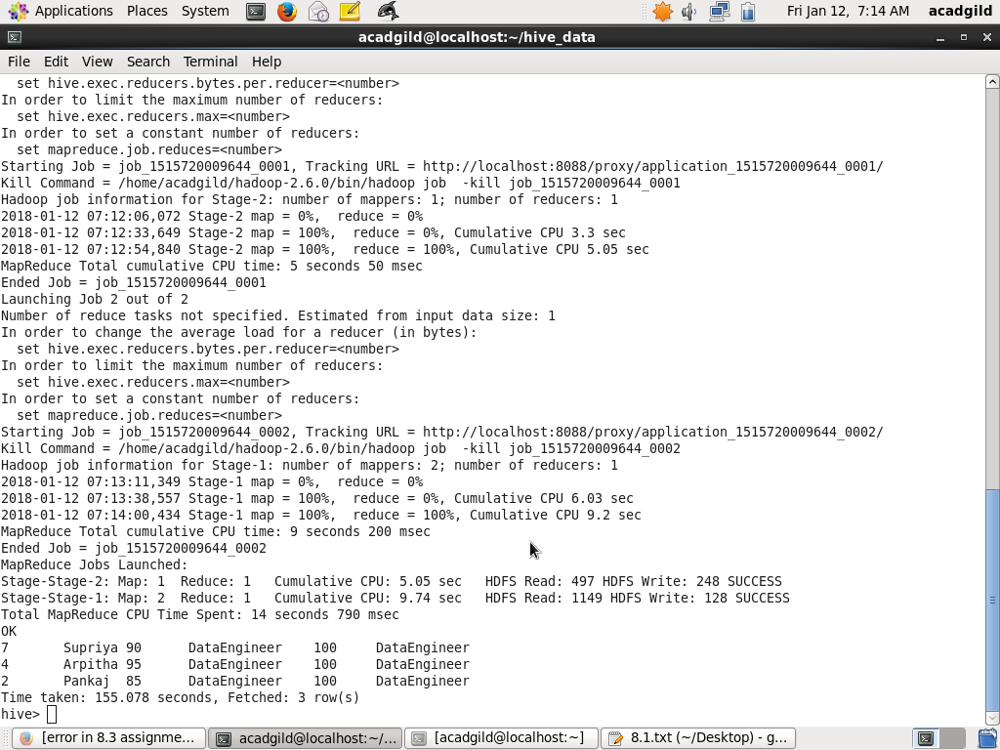 Applications Places System Fri Jan 12, 7:14 AM acadgild
acadgild@localhost:~/hive_data
File Edit View Search Terminal Help
  set hive.exec.reducers.bytes.per.reducer=<number>
In order to limit the maximum number of reducers:
  set hive.exec.reducers.max=<number>
In order to set a constant number of reducers:
  set mapreduce.job.reduces=<number>
Starting Job = job_1515720009644_0001, Tracking URL = http://localhost:8088/proxy/application_1515720009644_0001/
Kill Command = /home/acadgild/hadoop-2.6.0/bin/hadoop job  -kill job_1515720009644_0001
Hadoop job information for Stage-2: number of mappers: 1; number of reducers: 1
2018-01-12 07:12:06,072 Stage-2 map = 0%,  reduce = 0%
2018-01-12 07:12:33,649 Stage-2 map = 100%,  reduce = 0%, Cumulative CPU 3.3 sec
2018-01-12 07:12:54,840 Stage-2 map = 100%,  reduce = 100%, Cumulative CPU 5.05 sec
MapReduce Total cumulative CPU time: 5 seconds 50 msec
Ended Job = job_1515720009644_0001
Launching Job 2 out of 2
Number of reduce tasks not specified. Estimated from input data size: 1
In order to change the average load for a reducer (in bytes):
  set hive.exec.reducers.bytes.per.reducer=<number>
In order to limit the maximum number of reducers:
  set hive.exec.reducers.max=<number>
In order to set a constant number of reducers:
  set mapreduce.job.reduces=<number>
Starting Job = job_1515720009644_0002, Tracking URL = http://localhost:8088/proxy/application_1515720009644_0002/
Kill Command = /home/acadgild/hadoop-2.6.0/bin/hadoop job  -kill job_1515720009644_0002
Hadoop job information for Stage-1: number of mappers: 2; number of reducers: 1
2018-01-12 07:13:11,349 Stage-1 map = 0%,  reduce = 0%
2018-01-12 07:13:38,557 Stage-1 map = 100%,  reduce = 0%, Cumulative CPU 6.03 sec
2018-01-12 07:14:00,434 Stage-1 map = 100%,  reduce = 100%, Cumulative CPU 9.2 sec
MapReduce Total cumulative CPU time: 9 seconds 200 msec
Ended Job = job_1515720009644_0002
MapReduce Jobs Launched:
Stage-Stage-2: Map: 1  Reduce: 1   Cumulative CPU: 5.05 sec   HDFS Read: 497 HDFS Write: 248 SUCCESS
Stage-Stage-1: Map: 2  Reduce: 1   Cumulative CPU: 9.74 sec   HDFS Read: 1149 HDFS Write: 128 SUCCESS
Total MapReduce CPU Time Spent: 14 seconds 790 msec
OK
7       Supriya 90      DataEngineer    100     DataEngineer
4       Arpitha 95      DataEngineer    100     DataEngineer
2       Pankaj  85      DataEngineer    100     DataEngineer
Time taken: 155.078 seconds, Fetched: 3 row(s)
hive>
[error in 8.3 assignme... acadgild@localhost:~/... [acadgild@localhost:~] 8.1.txt (~/Desktop) - g...